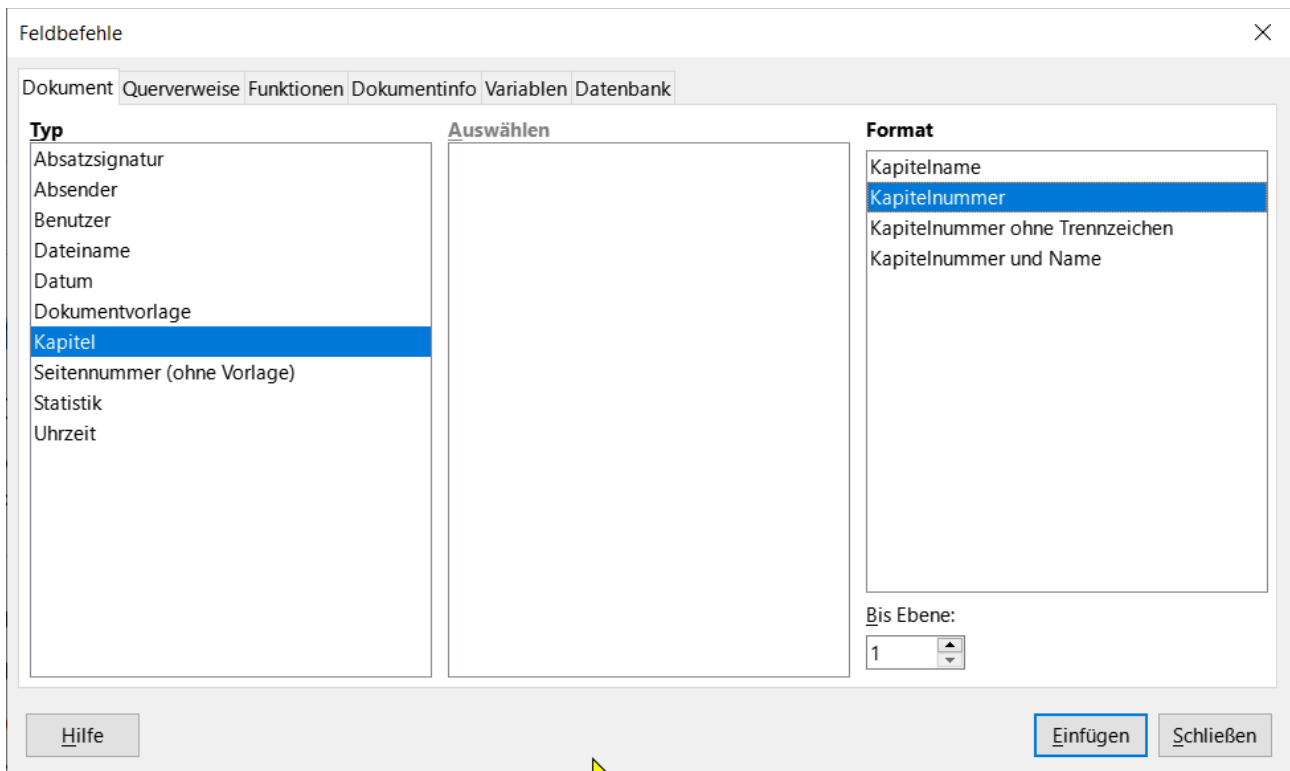 Feldbefehle
Dokument Querverweise Funktionen Dokumentinfo Variablen Datenbank
Typ
Absatzsignatur
Absender
Benutzer
Dateiname
Datum
Dokumentvorlage
Kapitel
Seitennummer (ohne Vorlage)
Statistik
Uhrzeit
Auswählen
Format
Kapitelname
Kapitelnummer
Kapitelnummer ohne Trennzeichen
Kapitelnummer und Name
Bis Ebene:
1
Hilfe
Einfügen
Schließen